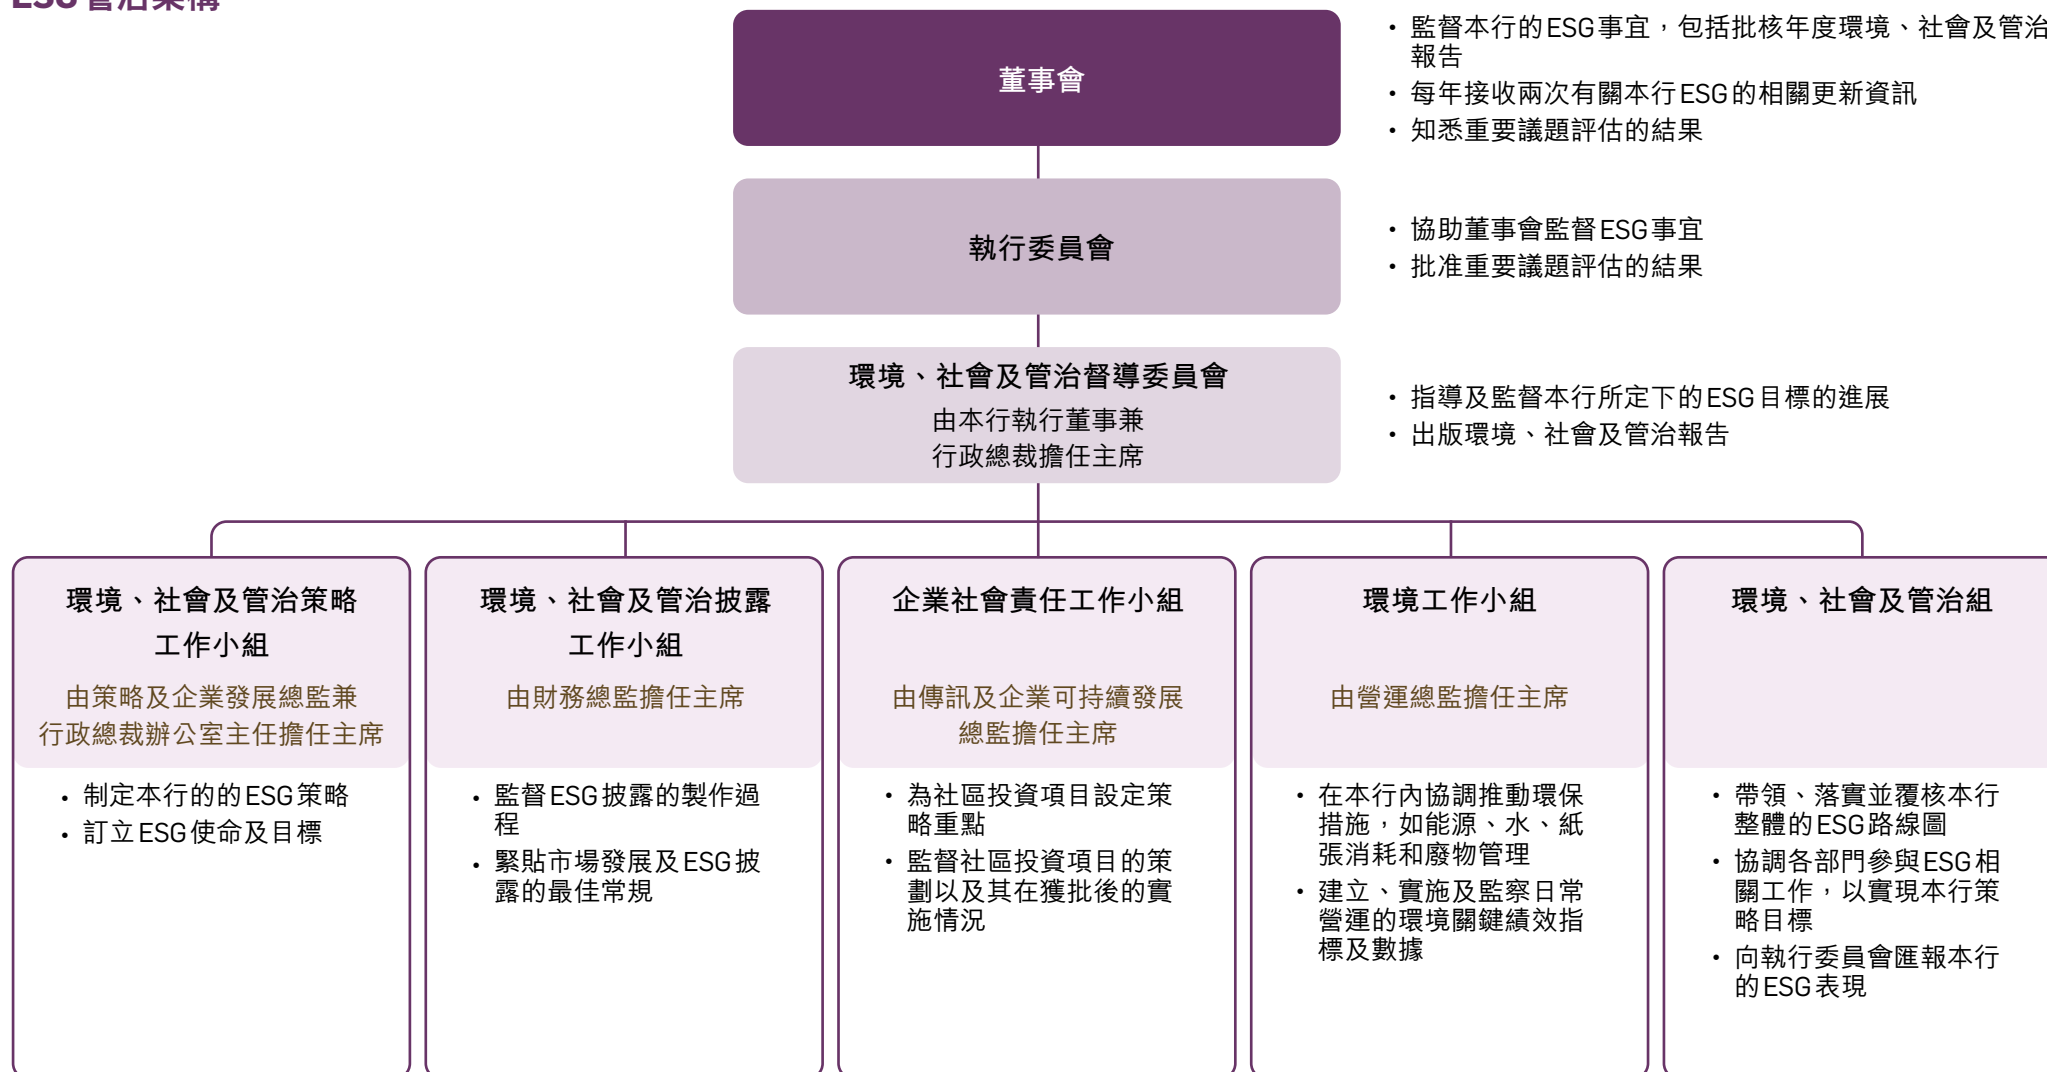 ESG管治架構
董事會
• 監督本行的ESG事宜，包括批核年度環境、社會及管治
報告
• 每年接收兩次有關本行ESG的相關更新資訊
• 知悉重要議題評估的結果
執行委員會
• 協助董事會監督ESG事宜
• 批准重要議題評估的結果
環境、社會及管治督導委員會
由本行執行董事兼
行政總裁擔任主席
• 指導及監督本行所定下的ESG目標的進展
• 出版環境、社會及管治報告
環境、社會及管治策略
工作小組
由策略及企業發展總監兼
行政總裁辦公室主任擔任主席
• 制定本行的的ESG策略
• 訂立ESG使命及目標
環境、社會及管治披露
工作小組
由財務總監擔任主席
• 監督ESG披露的製作過
程
• 緊貼市場發展及ESG披
露的最佳常規
企業社會責任工作小組
由傳訊及企業可持續發展
總監擔任主席
• 為社區投資項目設定策
略重點
• 監督社區投資項目的策
劃以及其在獲批後的實
施情況
環境工作小組
由營運總監擔任主席
• 在本行內協調推動環保
措施，如能源、水、紙
張消耗和廢物管理
• 建立、實施及監察日常
營運的環境關鍵績效指
標及數據
環境、社會及管治組
• 帶領、落實並覆核本行
整體的ESG路線圖
• 協調各部門參與ESG相
關工作，以實現本行策
略目標
• 向執行委員會匯報本行
的ESG表現